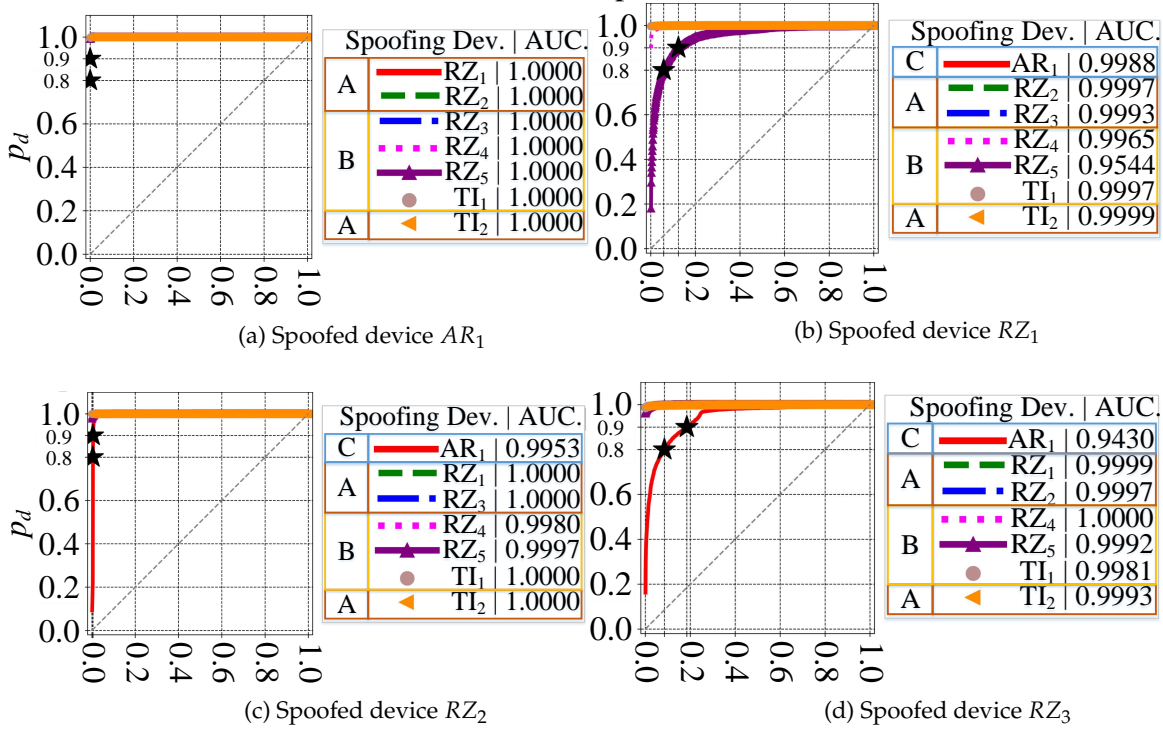 1.0
0.9
0.8
0.6
0.4
0.2
0.0
p_d
0.0
0.2
0.4
0.6
0.8
1.0
Spoofing Dev. | AUC.
A
RZ1 | 1.0000
RZ2 | 1.0000
B
RZ3 | 1.0000
RZ4 | 1.0000
RZ5 | 1.0000
TI1 | 1.0000
A
TI2 | 1.0000
(a) Spoofed device AR1
1.0
0.9
0.8
0.6
0.4
0.2
0.0
0.0
0.2
0.4
0.6
0.8
1.0
Spoofing Dev. | AUC.
C
AR1 | 0.9988
A
RZ2 | 0.9997
RZ3 | 0.9993
B
RZ4 | 0.9965
RZ5 | 0.9544
TI1 | 0.9997
A
TI2 | 0.9999
(b) Spoofed device RZ1
1.0
0.9
0.8
0.6
0.4
0.2
0.0
p_d
0.0
0.2
0.4
0.6
0.8
1.0
Spoofing Dev. | AUC.
C
AR1 | 0.9953
A
RZ1 | 1.0000
RZ3 | 1.0000
B
RZ4 | 0.9980
RZ5 | 0.9997
TI1 | 1.0000
A
TI2 | 1.0000
(c) Spoofed device RZ2
1.0
0.9
0.8
0.6
0.4
0.2
0.0
0.0
0.2
0.4
0.6
0.8
1.0
Spoofing Dev. | AUC.
C
AR1 | 0.9430
A
RZ1 | 0.9999
RZ2 | 0.9997
B
RZ4 | 1.0000
RZ5 | 0.9992
TI1 | 0.9981
A
TI2 | 0.9993
(d) Spoofed device RZ3